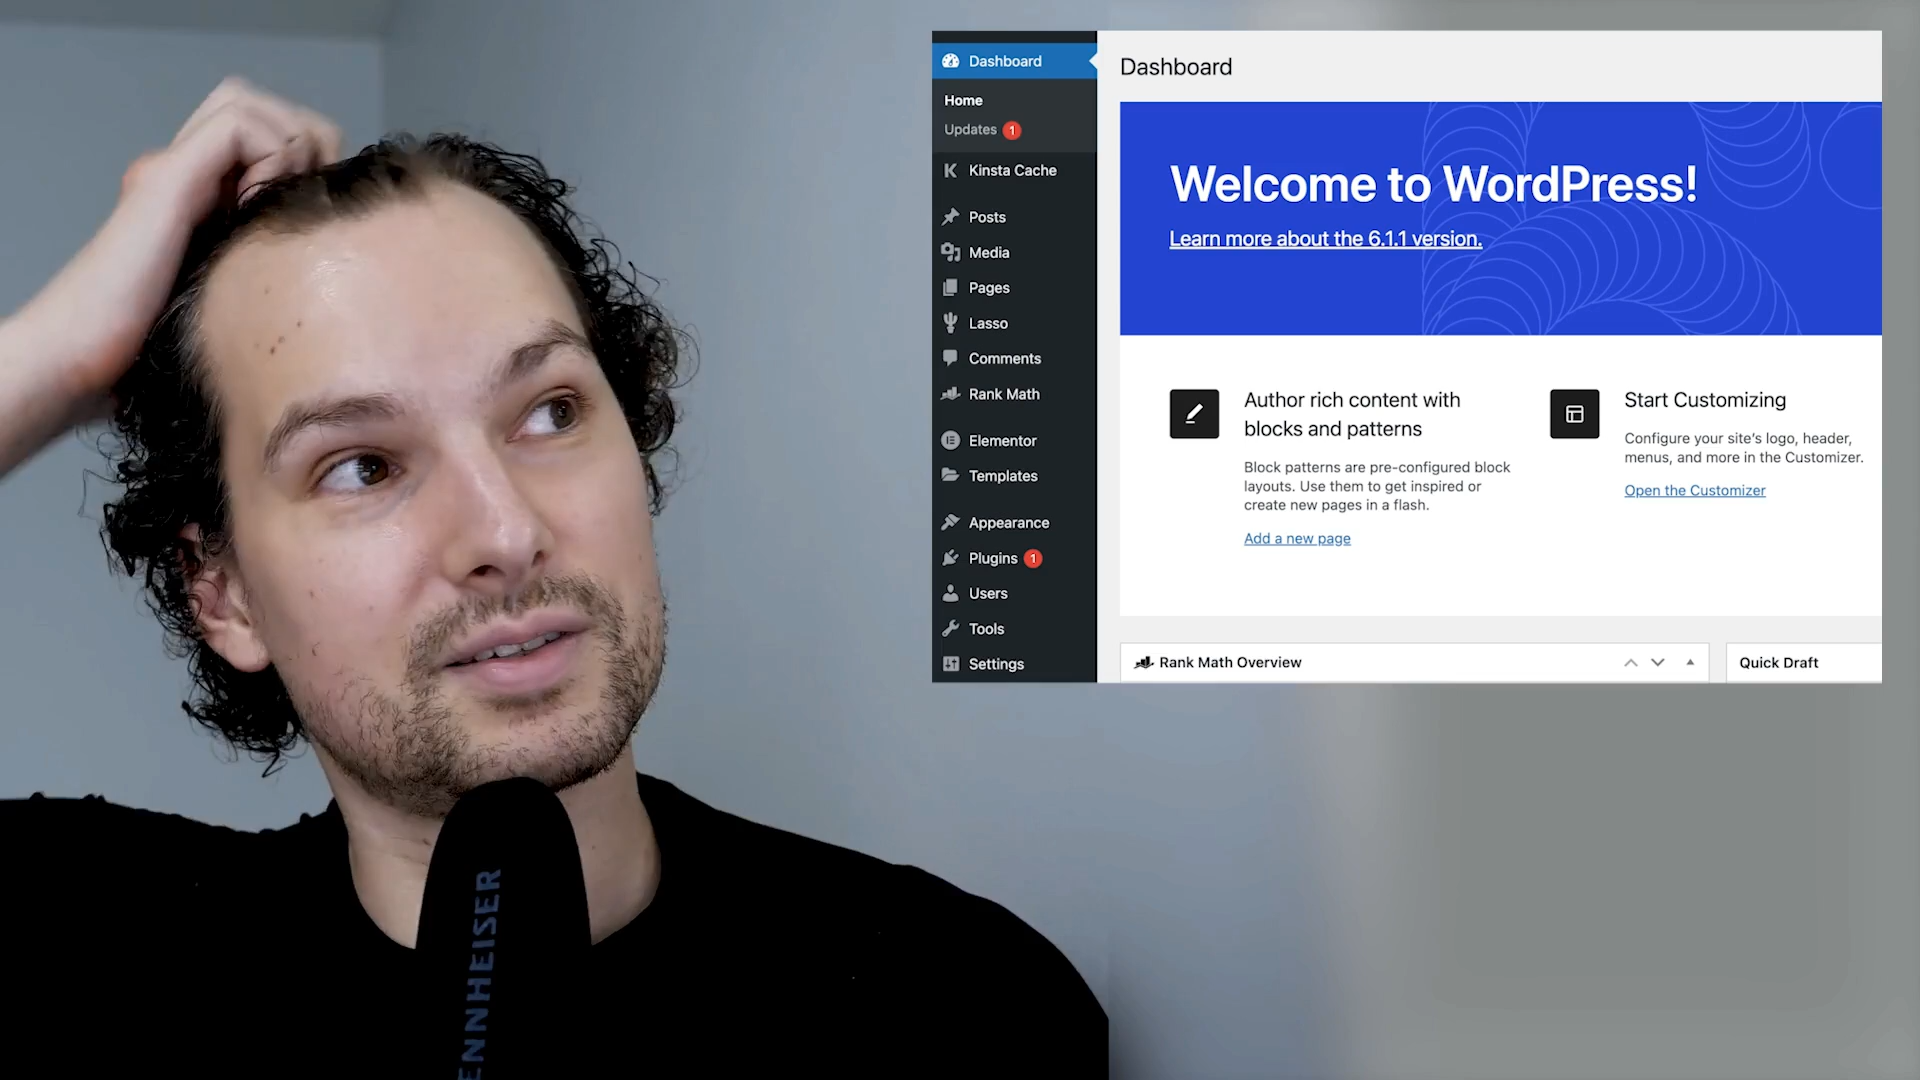 Dashboard
Home
Updates 1
Kinsta Cache
Posts
Media
Pages
Lasso
Comments
Rank Math
Elementor
Templates
Appearance
Plugins 1
Users
Tools
Settings
Dashboard
Welcome to WordPress!
Learn more about the 6.1.1 version.
Author rich content with
blocks and patterns
Block patterns are pre-configured block
layouts. Use them to get inspired or
create new pages in a flash.
Add a new page
Start Customizing
Configure your site's logo, header,
menus, and more in the Customizer.
Open the Customizer
Rank Math Overview
Quick Draft
ENNHEISER